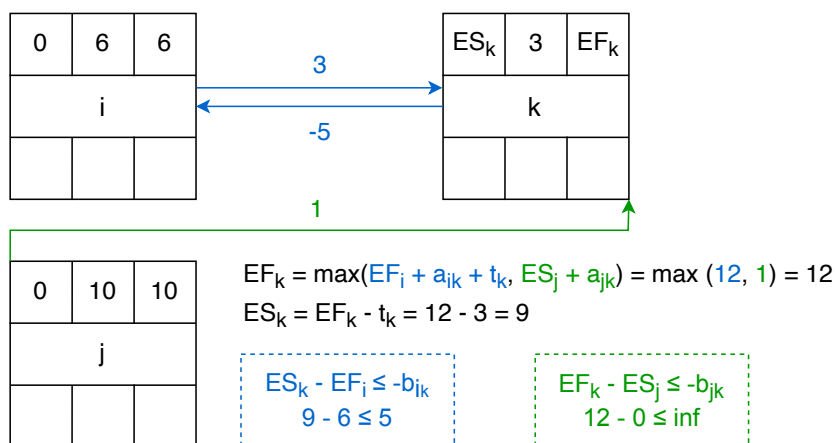 0 6 6
i
3
-5
ES_k 3 EF_k
k
1
0 10 10
j
EF_k = max(EF_i + a_ik + t_k, ES_j + a_jk) = max (12, 1) = 12
ES_k = EF_k - t_k = 12 - 3 = 9
ES_k - EF_i ≤ -b_ik
9 - 6 ≤ 5
EF_k - ES_j ≤ -b_jk
12 - 0 ≤ inf